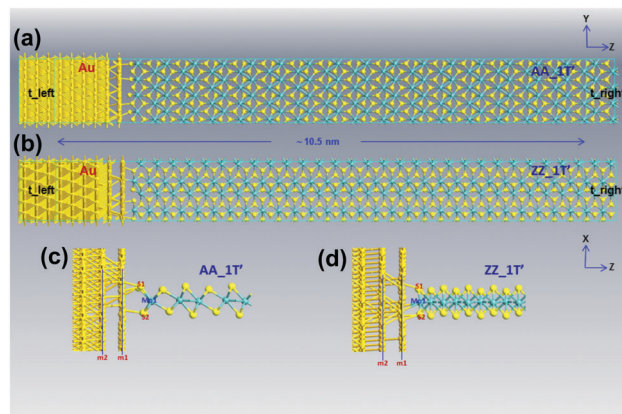 (a)
Y
Z
Au
AA_1T'
t_left
t_right
~ 10.5 nm
(b)
Au
ZZ_1T'
t_left
t_right
X
Z
(c)
AA_1T'
S1
Mo1
S2
m2 m1
(d)
ZZ_1T'
S1
Mo1
S2
m2 m1